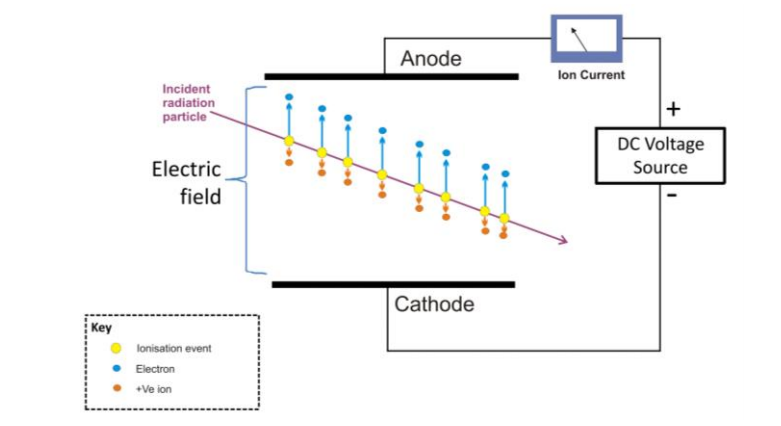 Anode
Ion Current
Incident
radiation
particle
+
DC Voltage
Source
-
Electric
field
Cathode
Key
Ionisation event
Electron
+Ve ion